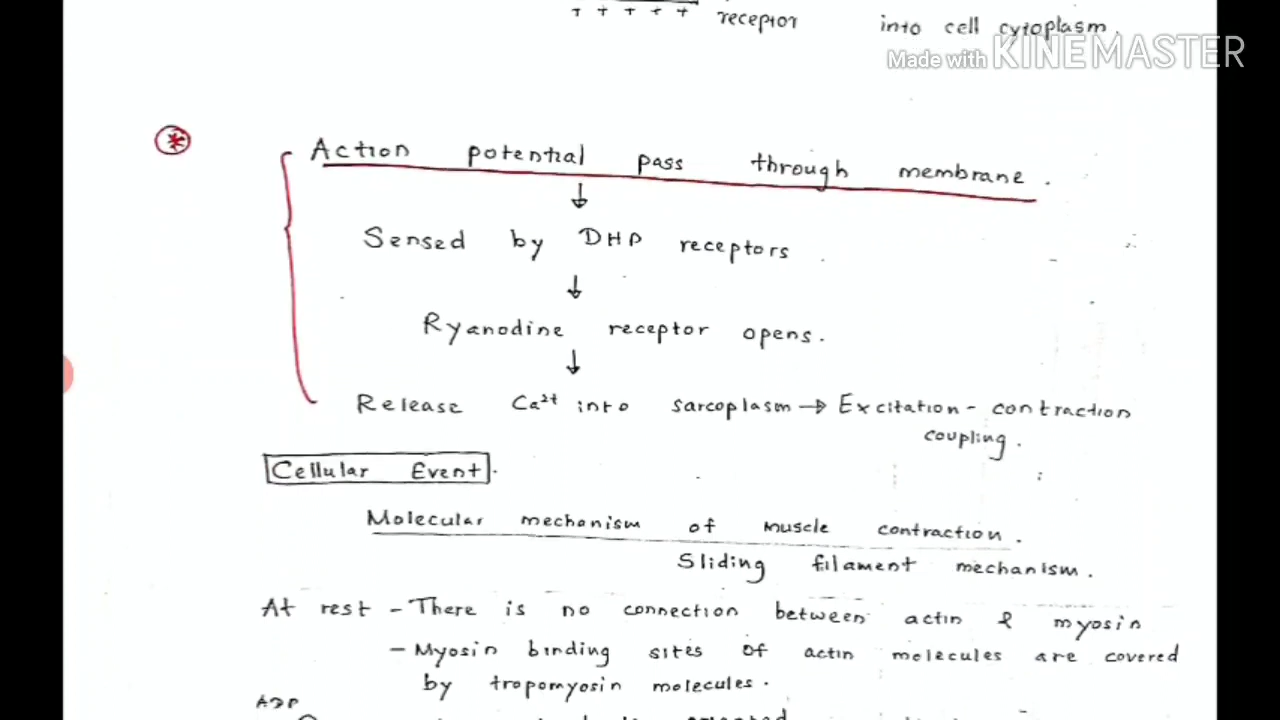 + + + + + receptor into cell cytoplasm.
Made with KINEMASTER
Action potential pass through membrane.
↓
Sensed by DHP receptors.
↓
Ryanodine receptor opens.
↓
Release Ca²⁺ into sarcoplasm → Excitation - contraction
coupling.
Cellular Event.
Molecular mechanism of muscle contraction.
Sliding filament mechanism.
At rest - There is no connection between actin & myosin
- Myosin binding sites of actin molecules are covered
by tropomyosin molecules.
ADP
oriented